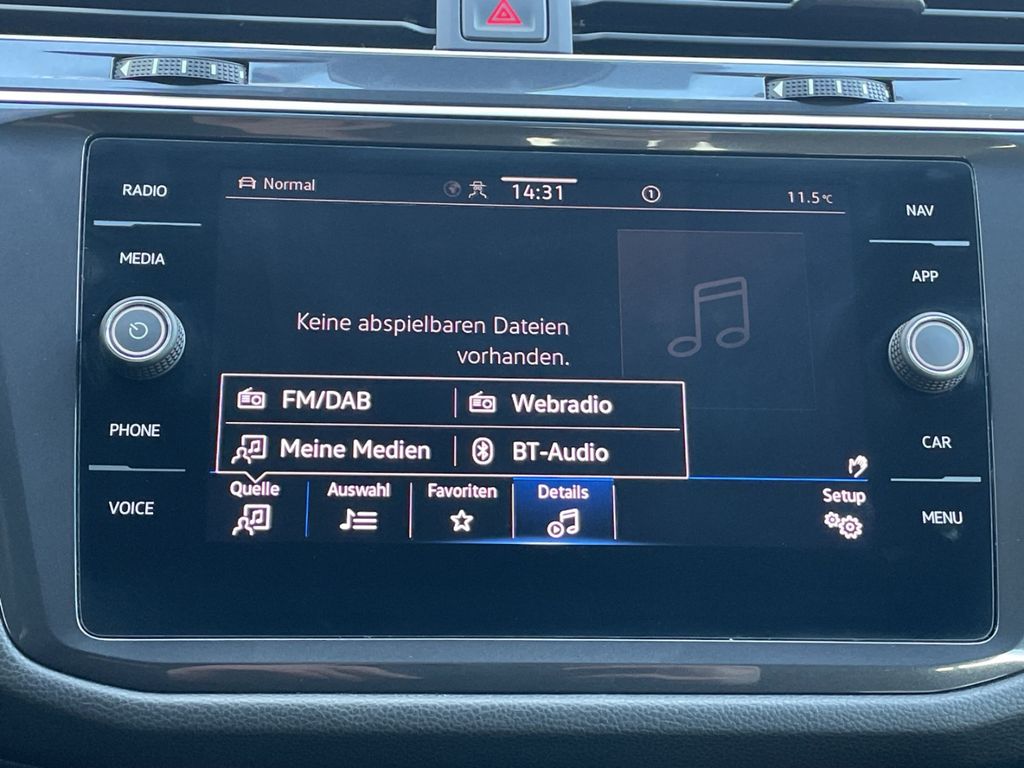 RADIO
MEDIA
PHONE
VOICE
Normal
14:31
1
11.5°C
Keine abspielbaren Dateien
vorhanden.
FM/DAB
Webradio
Meine Medien
BT-Audio
Quelle
Auswahl
Favoriten
Details
Setup
NAV
APP
CAR
MENU